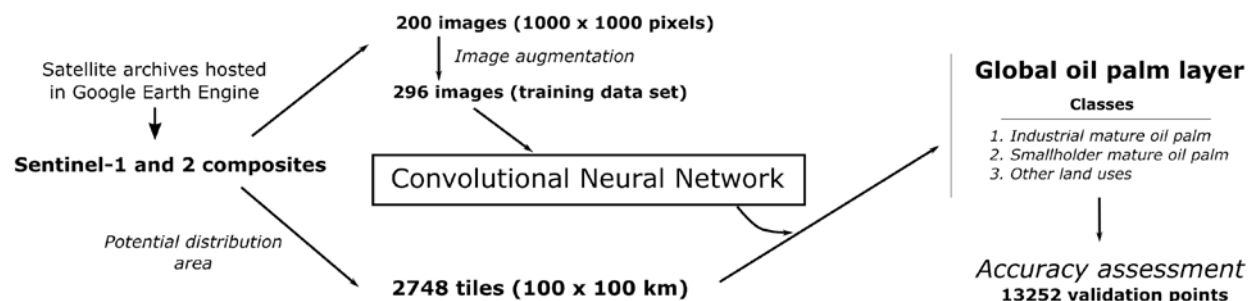 Satellite archives hosted
in Google Earth Engine
Sentinel-1 and 2 composites
200 images (1000 x 1000 pixels)
Image augmentation
296 images (training data set)
Convolutional Neural Network
Potential distribution
area
2748 tiles (100 x 100 km)
Global oil palm layer
Classes
1. Industrial mature oil palm
2. Smallholder mature oil palm
3. Other land uses
Accuracy assessment
13252 validation points